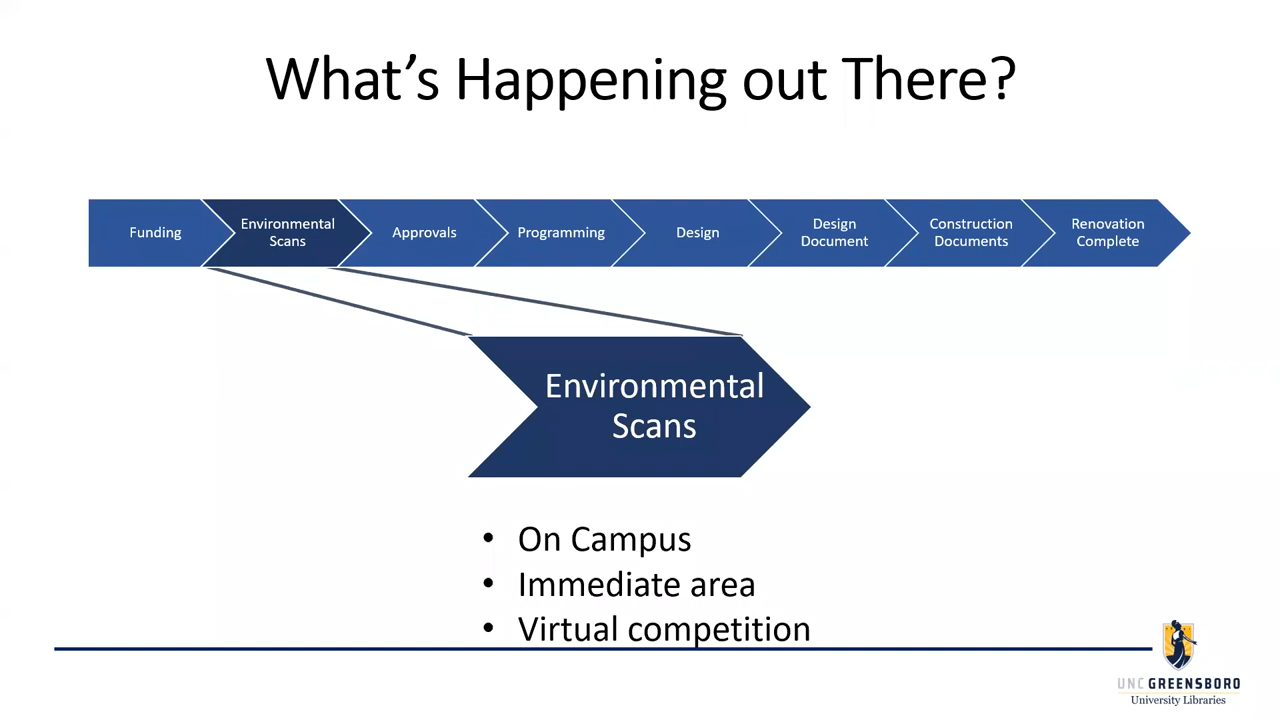 What’s Happening out There?
Funding
Environmental
Scans
Approvals
Programming
Design
Design
Document
Construction
Documents
Renovation
Complete
Environmental
Scans
• On Campus
• Immediate area
• Virtual competition
UNC GREENSBORO
University Libraries